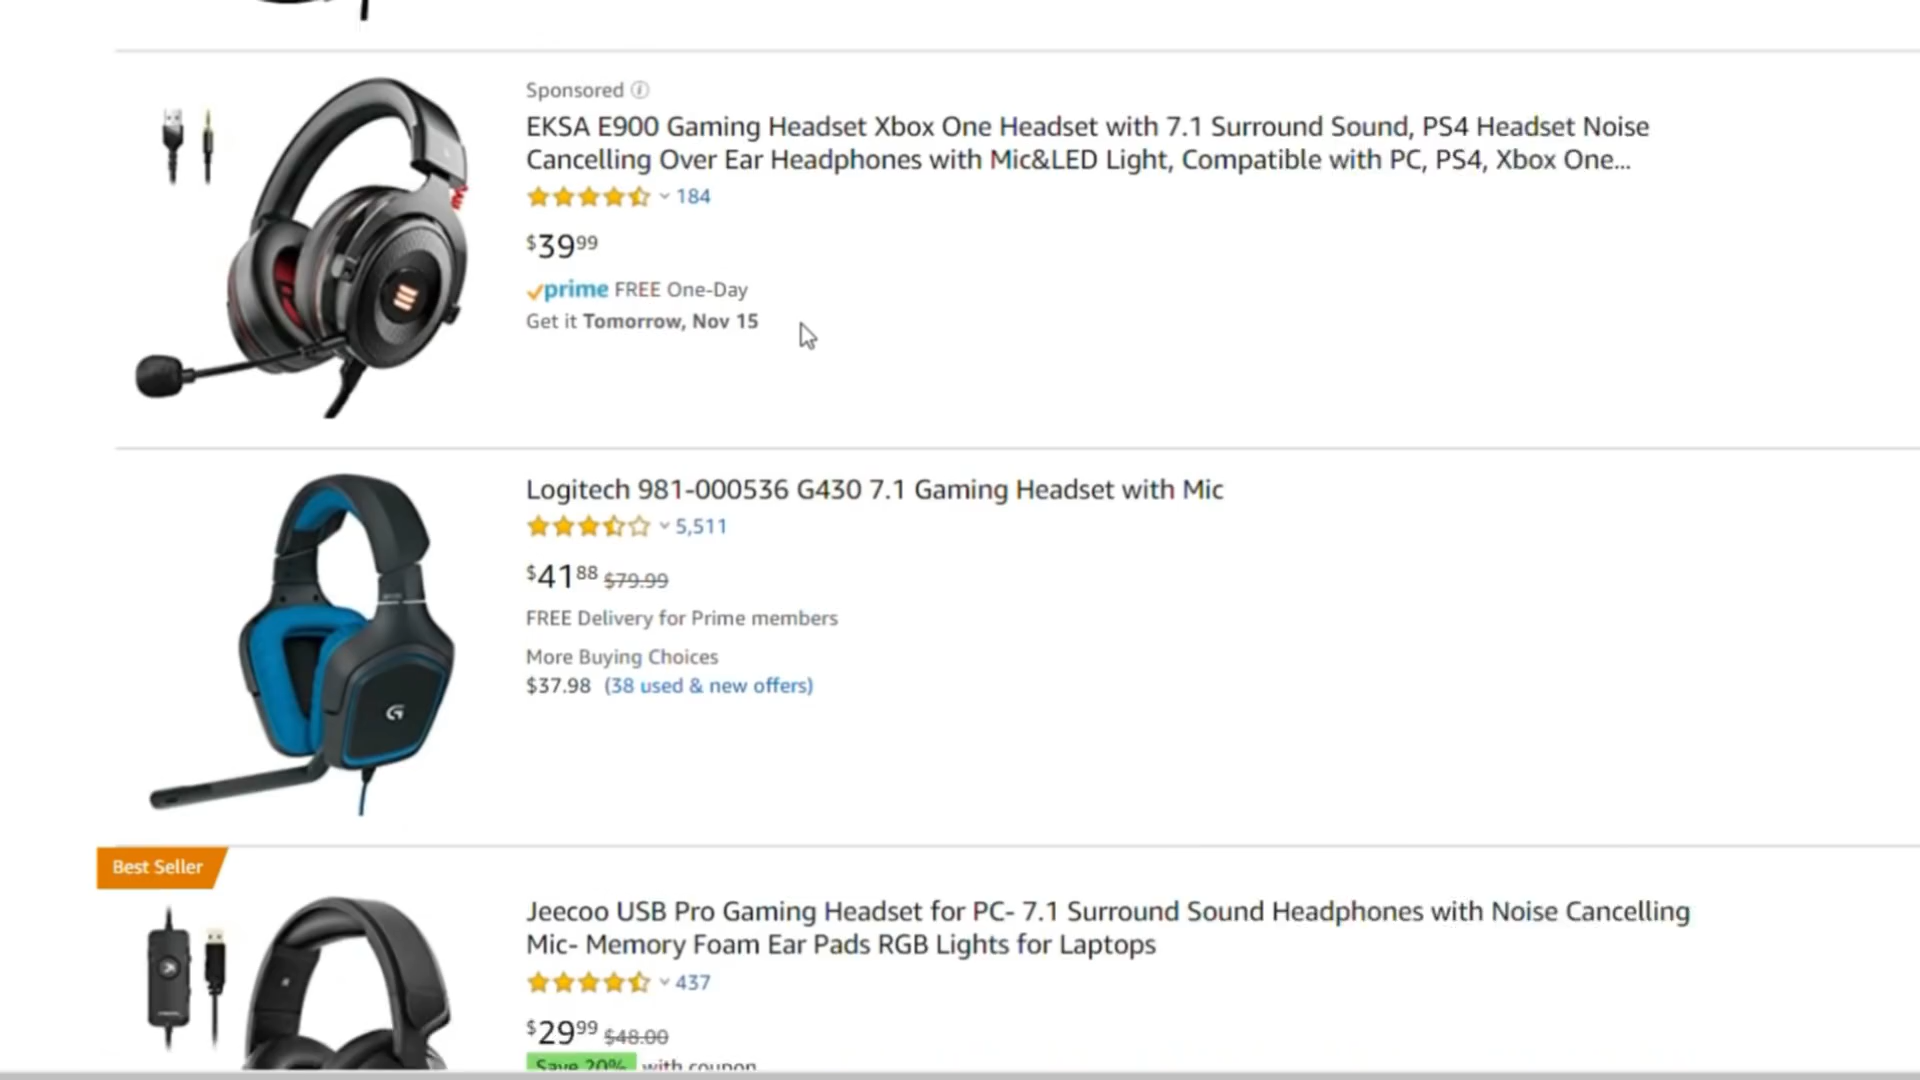 Sponsored
EKSA E900 Gaming Headset Xbox One Headset with 7.1 Surround Sound, PS4 Headset Noise
Cancelling Over Ear Headphones with Mic&LED Light, Compatible with PC, PS4, Xbox One...
184
$39.99
prime FREE One-Day
Get it Tomorrow, Nov 15
Logitech 981-000536 G430 7.1 Gaming Headset with Mic
5,511
$41.88 $79.99
FREE Delivery for Prime members
More Buying Choices
$37.98 (38 used & new offers)
Best Seller
Jeecoo USB Pro Gaming Headset for PC- 7.1 Surround Sound Headphones with Noise Cancelling
Mic- Memory Foam Ear Pads RGB Lights for Laptops
437
$29.99 $48.00
Save 20% with coupon